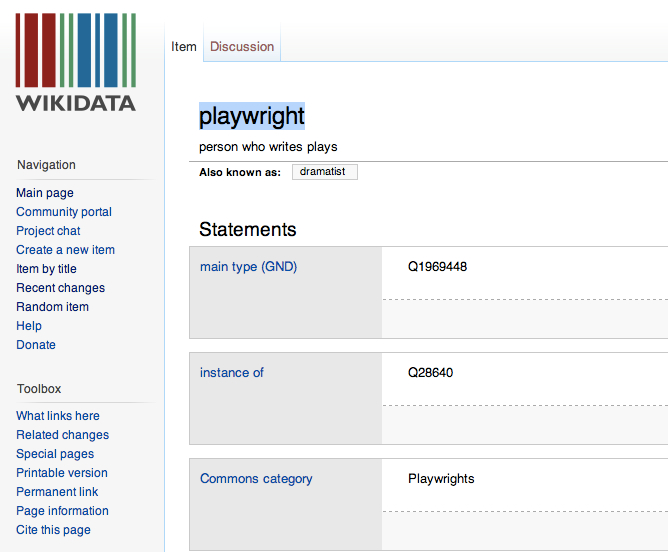 WIKIDATA
Item Discussion
playwright
person who writes plays
Also known as: dramatist
Navigation
Main page
Community portal
Project chat
Create a new item
Item by title
Recent changes
Random item
Help
Donate
Toolbox
What links here
Related changes
Special pages
Printable version
Permanent link
Page information
Cite this page
Statements
main type (GND) Q1969448
instance of Q28640
Commons category Playwrights